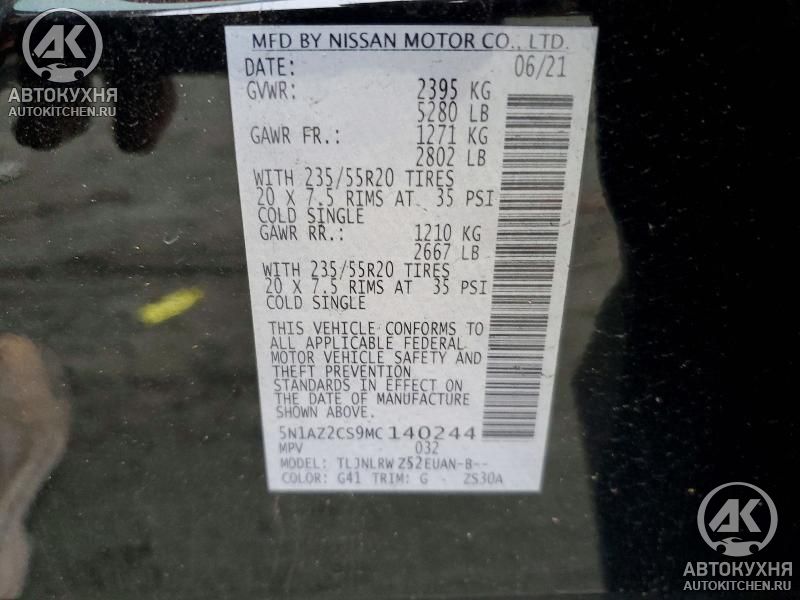 AK
АВТОКУХНЯ
AUTOKITCHEN.RU
MFD BY NISSAN MOTOR CO., LTD.
DATE: 06/21
GVWR: 2395 KG
5280 LB
GAWR FR.: 1271 KG
2802 LB
WITH 235/55R20 TIRES
20 X 7.5 RIMS AT 35 PSI
COLD SINGLE
GAWR RR.: 1210 KG
2667 LB
WITH 235/55R20 TIRES
20 X 7.5 RIMS AT 35 PSI
COLD SINGLE
THIS VEHICLE CONFORMS TO
ALL APPLICABLE FEDERAL
MOTOR VEHICLE SAFETY AND
THEFT PREVENTION
STANDARDS IN EFFECT ON
THE DATE OF MANUFACTURE
SHOWN ABOVE.
5N1AZ2CS9MC140244
MPV 032
MODEL: TLJNLRWZ52EUAN-B--
COLOR: G41 TRIM: G - ZS30A
AK
АВТОКУХНЯ
AUTOKITCHEN.RU